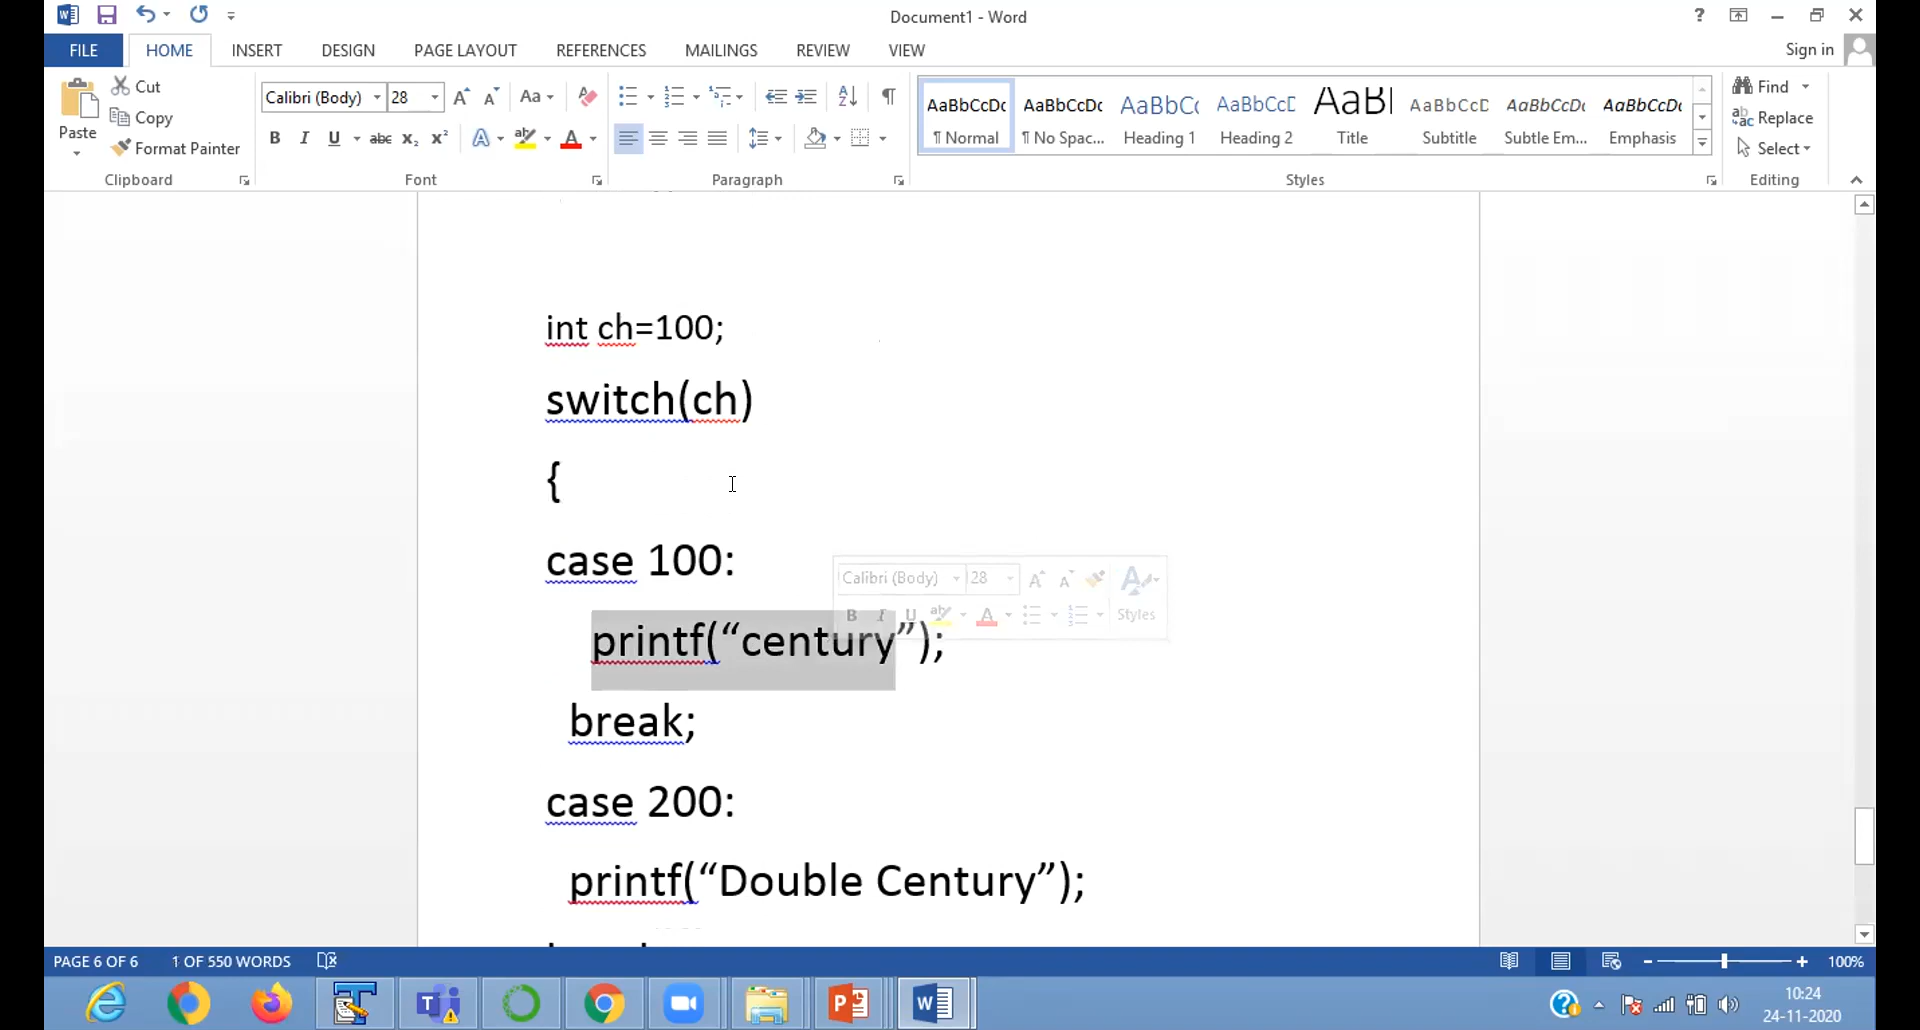 Document1 - Word
?
FILE HOME INSERT DESIGN PAGE LAYOUT REFERENCES MAILINGS REVIEW VIEW Sign in
Paste
Cut
Copy
Format Painter
Clipboard
Calibri (Body) 28
Font
Paragraph
AaBbCcDc AaBbCcDc AaBbCc AaBbCcD AaBl AaBbCcD AaBbCcDc AaBbCcDc
¶ Normal ¶ No Spac... Heading 1 Heading 2 Title Subtitle Subtle Em... Emphasis
Styles
Find
Replace
Select
Editing
int ch=100;
switch(ch)
{
case 100:
printf(“century”);
break;
case 200:
printf(“Double Century”);
Calibri (Body) 28
B I U Styles
PAGE 6 OF 6 1 OF 550 WORDS 100%
10:24
24-11-2020